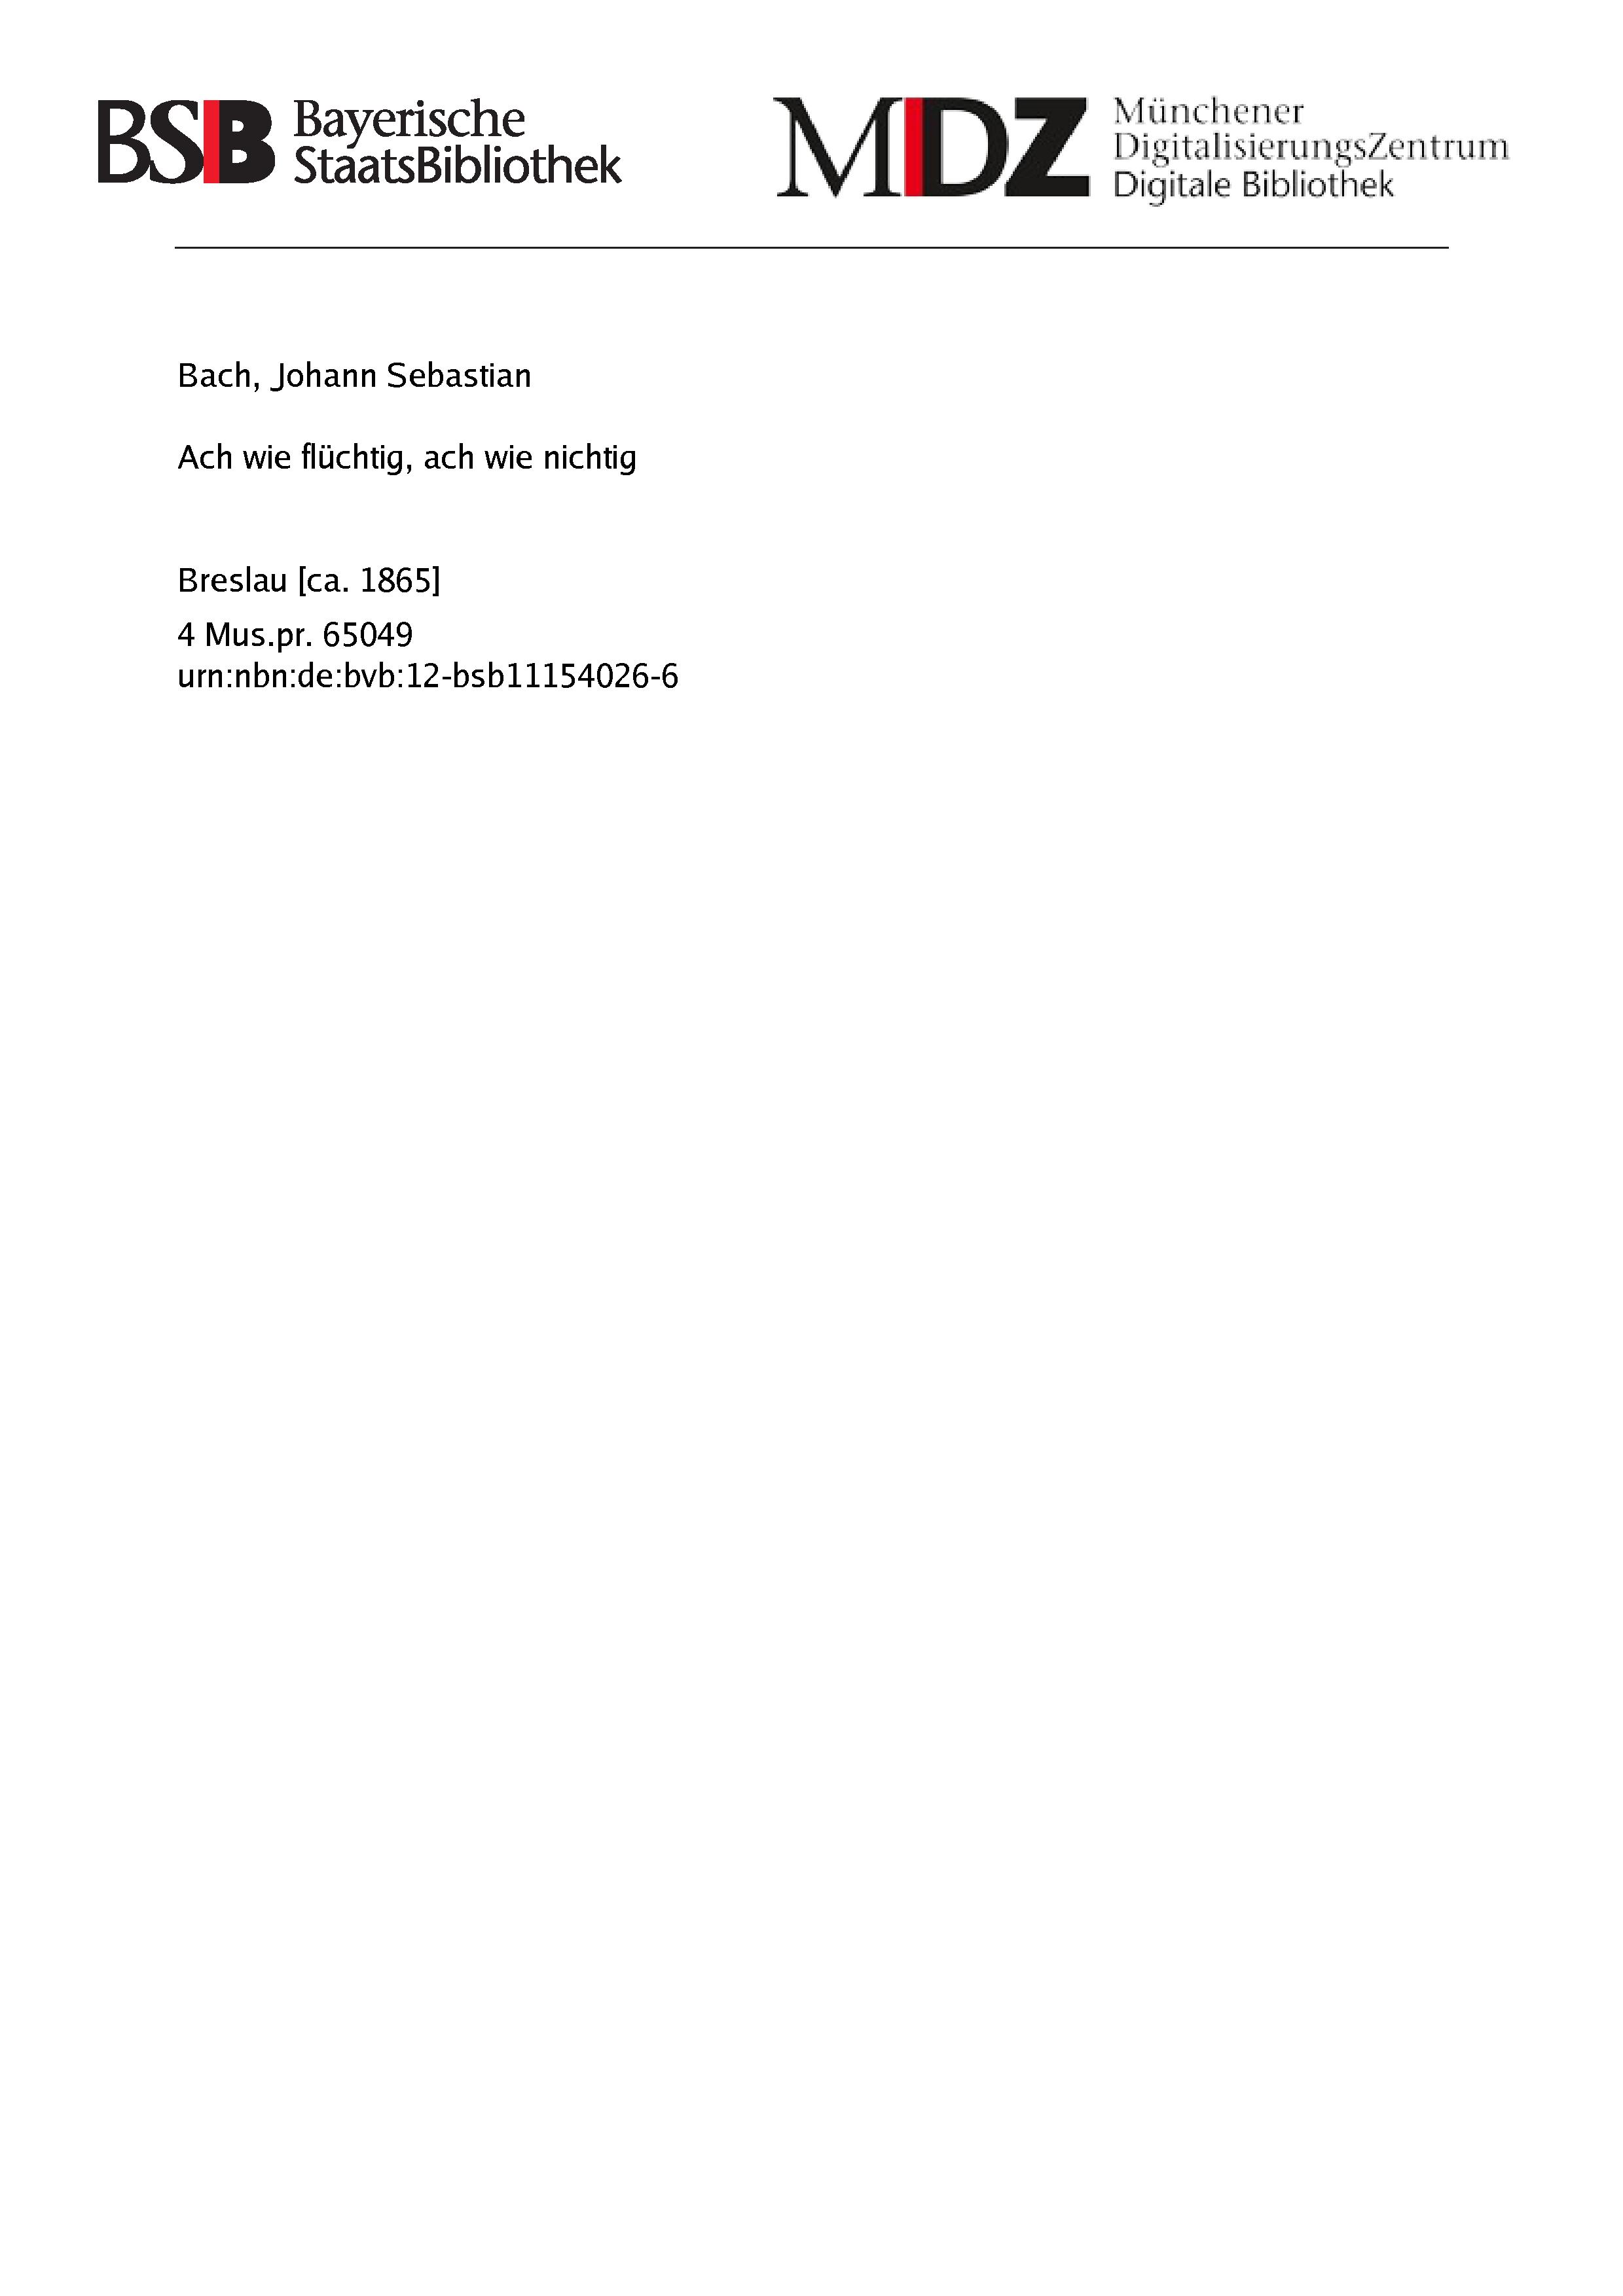 BSB Bayerische
StaatsBibliothek
MDZ Münchener
DigitalisierungsZentrum
Digitale Bibliothek
Bach, Johann Sebastian
Ach wie flüchtig, ach wie nichtig
Breslau [ca. 1865]
4 Mus.pr. 65049
urn:nbn:de:bvb:12-bsb11154026-6